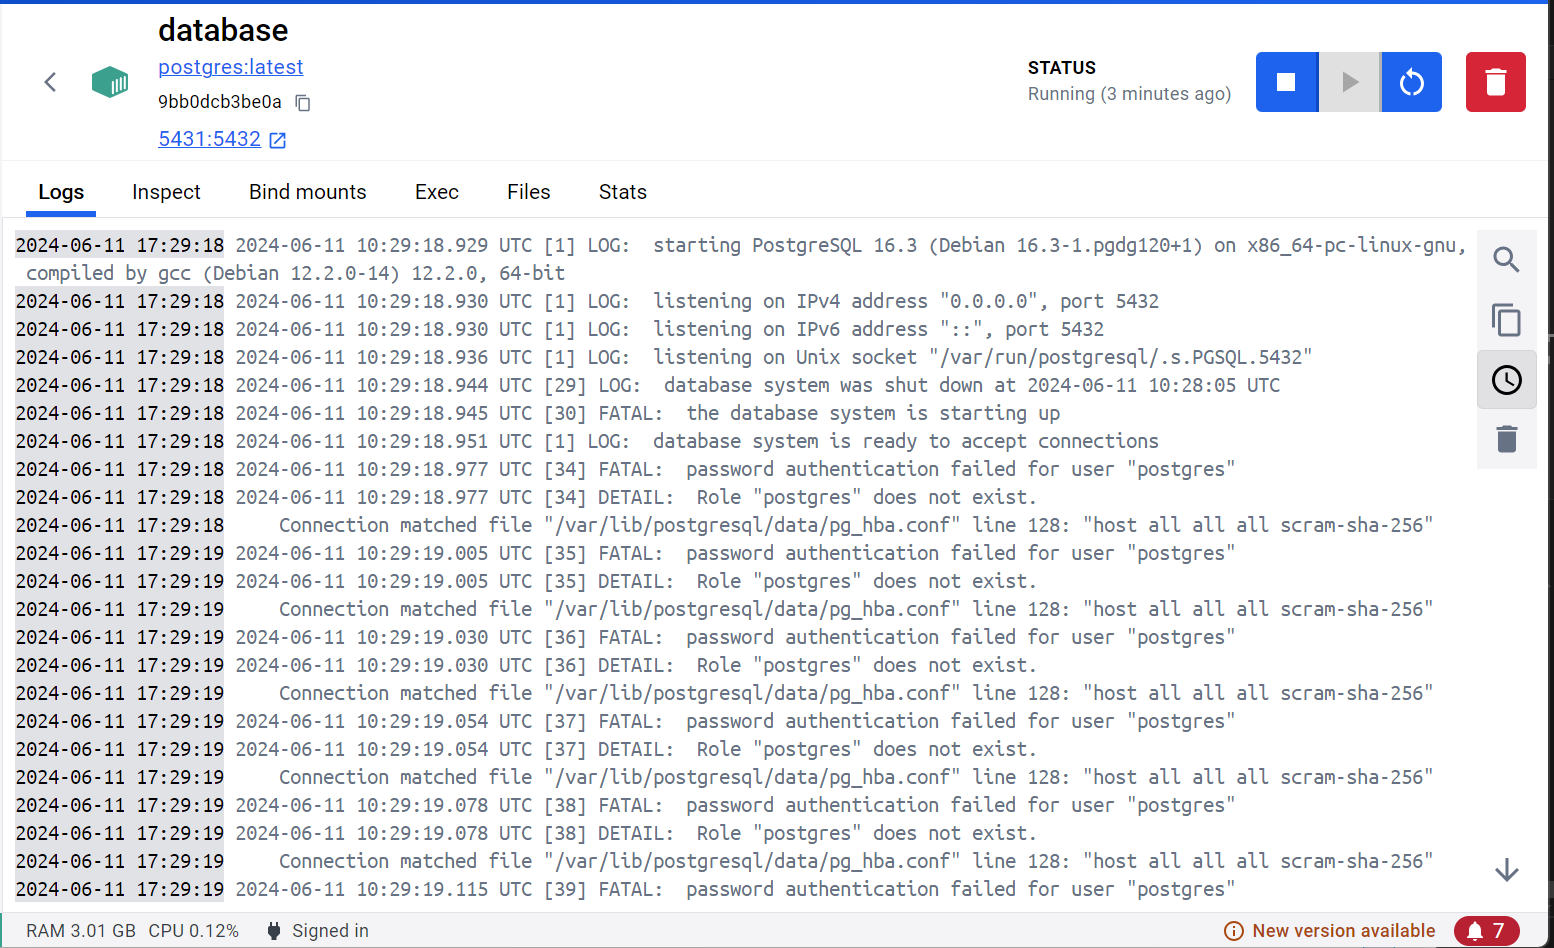 database
postgres:latest
9bb0dcb3be0a
5431:5432
STATUS
Running (3 minutes ago)
Logs Inspect Bind mounts Exec Files Stats
2024-06-11 17:29:18 2024-06-11 10:29:18.929 UTC [1] LOG:  starting PostgreSQL 16.3 (Debian 16.3-1.pgdg120+1) on x86_64-pc-linux-gnu,
compiled by gcc (Debian 12.2.0-14) 12.2.0, 64-bit
2024-06-11 17:29:18 2024-06-11 10:29:18.930 UTC [1] LOG:  listening on IPv4 address "0.0.0.0", port 5432
2024-06-11 17:29:18 2024-06-11 10:29:18.930 UTC [1] LOG:  listening on IPv6 address "::", port 5432
2024-06-11 17:29:18 2024-06-11 10:29:18.936 UTC [1] LOG:  listening on Unix socket "/var/run/postgresql/.s.PGSQL.5432"
2024-06-11 17:29:18 2024-06-11 10:29:18.944 UTC [29] LOG:  database system was shut down at 2024-06-11 10:28:05 UTC
2024-06-11 17:29:18 2024-06-11 10:29:18.945 UTC [30] FATAL:  the database system is starting up
2024-06-11 17:29:18 2024-06-11 10:29:18.951 UTC [1] LOG:  database system is ready to accept connections
2024-06-11 17:29:18 2024-06-11 10:29:18.977 UTC [34] FATAL:  password authentication failed for user "postgres"
2024-06-11 17:29:18 2024-06-11 10:29:18.977 UTC [34] DETAIL:  Role "postgres" does not exist.
2024-06-11 17:29:18     Connection matched file "/var/lib/postgresql/data/pg_hba.conf" line 128: "host all all all scram-sha-256"
2024-06-11 17:29:19 2024-06-11 10:29:19.005 UTC [35] FATAL:  password authentication failed for user "postgres"
2024-06-11 17:29:19 2024-06-11 10:29:19.005 UTC [35] DETAIL:  Role "postgres" does not exist.
2024-06-11 17:29:19     Connection matched file "/var/lib/postgresql/data/pg_hba.conf" line 128: "host all all all scram-sha-256"
2024-06-11 17:29:19 2024-06-11 10:29:19.030 UTC [36] FATAL:  password authentication failed for user "postgres"
2024-06-11 17:29:19 2024-06-11 10:29:19.030 UTC [36] DETAIL:  Role "postgres" does not exist.
2024-06-11 17:29:19     Connection matched file "/var/lib/postgresql/data/pg_hba.conf" line 128: "host all all all scram-sha-256"
2024-06-11 17:29:19 2024-06-11 10:29:19.054 UTC [37] FATAL:  password authentication failed for user "postgres"
2024-06-11 17:29:19 2024-06-11 10:29:19.054 UTC [37] DETAIL:  Role "postgres" does not exist.
2024-06-11 17:29:19     Connection matched file "/var/lib/postgresql/data/pg_hba.conf" line 128: "host all all all scram-sha-256"
2024-06-11 17:29:19 2024-06-11 10:29:19.078 UTC [38] FATAL:  password authentication failed for user "postgres"
2024-06-11 17:29:19 2024-06-11 10:29:19.078 UTC [38] DETAIL:  Role "postgres" does not exist.
2024-06-11 17:29:19     Connection matched file "/var/lib/postgresql/data/pg_hba.conf" line 128: "host all all all scram-sha-256"
2024-06-11 17:29:19 2024-06-11 10:29:19.115 UTC [39] FATAL:  password authentication failed for user "postgres"
RAM 3.01 GB CPU 0.12% Signed in New version available 7